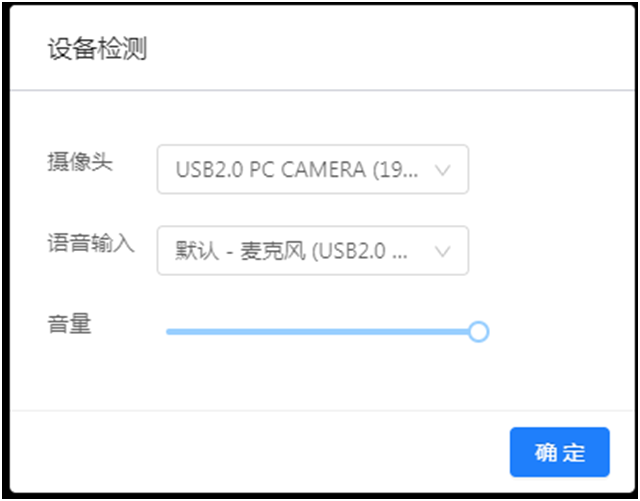 设备检测
摄像头
USB2.0 PC CAMERA (19...
语音输入
默认 - 麦克风 (USB2.0 ...
音量
确 定